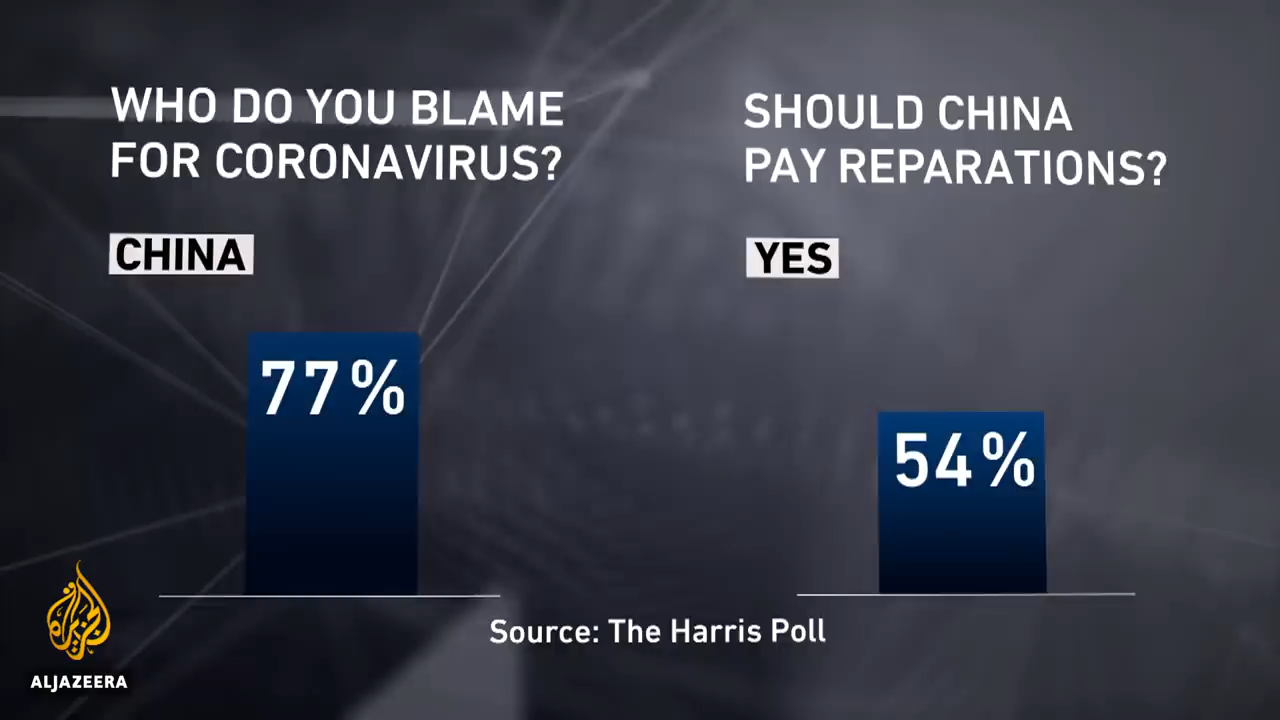 WHO DO YOU BLAME
FOR CORONAVIRUS?
CHINA
77%
SHOULD CHINA
PAY REPARATIONS?
YES
54%
Source: The Harris Poll
الجزيرة
ALJAZEERA